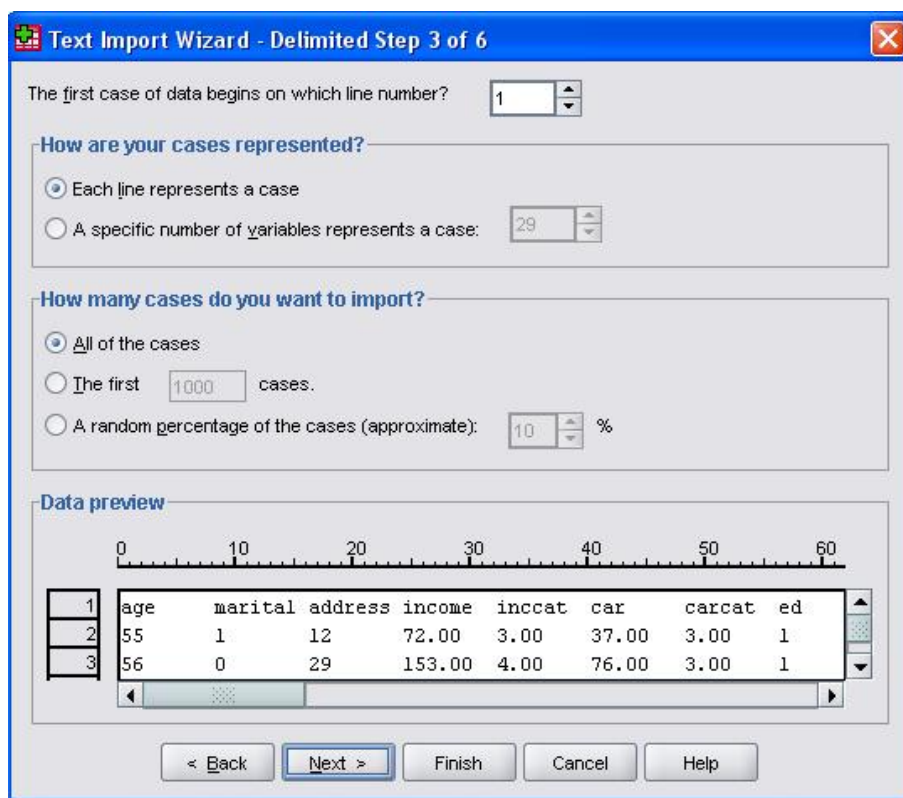 Text Import Wizard - Delimited Step 3 of 6
The first case of data begins on which line number? 1
How are your cases represented?
Each line represents a case
A specific number of variables represents a case: 29
How many cases do you want to import?
All of the cases
The first 1000 cases.
A random percentage of the cases (approximate): 10 %
Data preview
0 10 20 30 40 50 60
1 age marital address income inccat car carcat ed
2 55 1 12 72.00 3.00 37.00 3.00 1
3 56 0 29 153.00 4.00 76.00 3.00 1
< Back Next > Finish Cancel Help